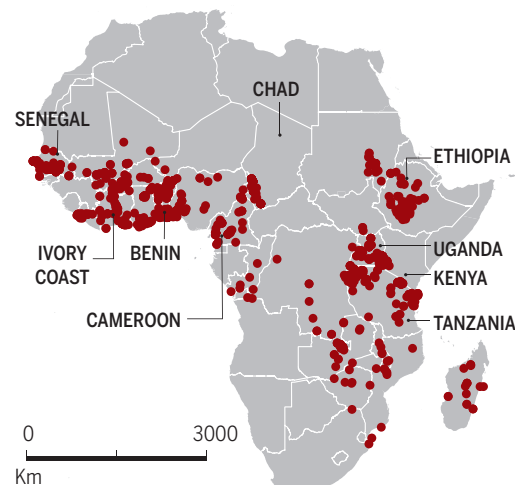 CHAD
SENEGAL
ETHIOPIA
IVORY
COAST
BENIN
UGANDA
KENYA
CAMEROON
TANZANIA
0 3000
Km